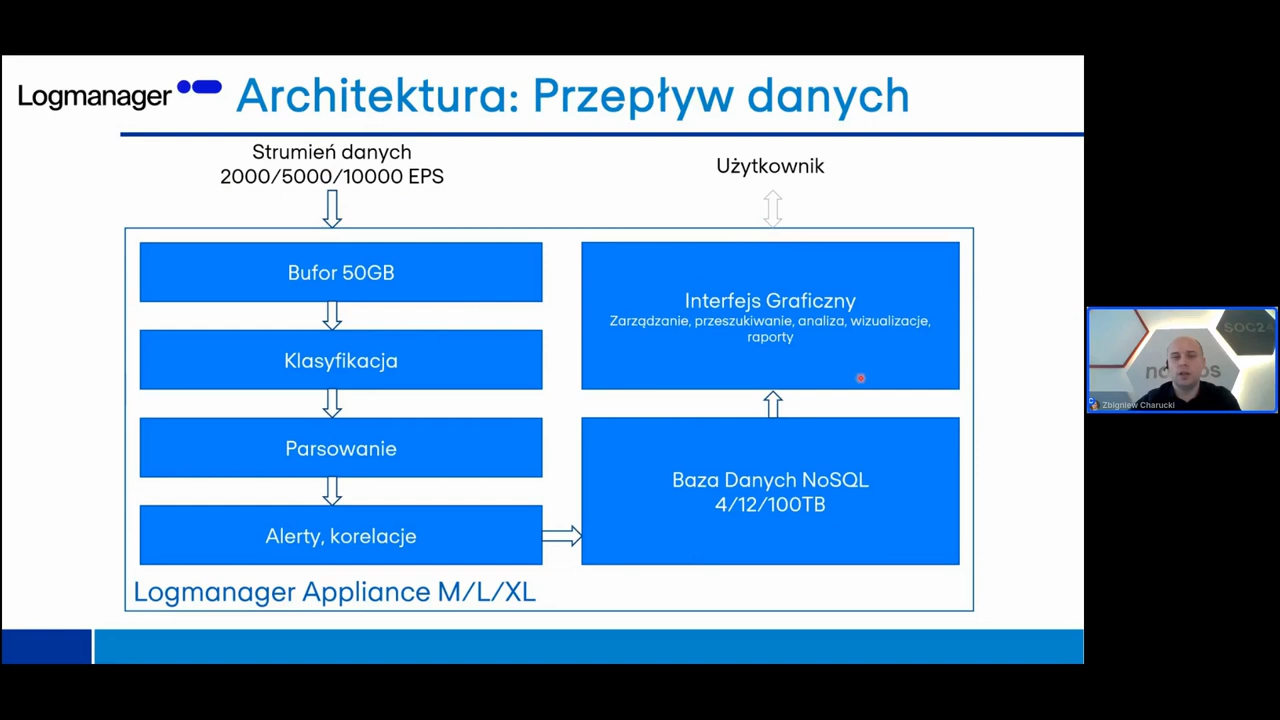 Logmanager
Architektura: Przepływ danych
Strumień danych
2000/5000/10000 EPS
Użytkownik
Bufor 50GB
Klasyfikacja
Parsowanie
Alerty, korelacje
Interfejs Graficzny
Zarządzanie, przeszukiwanie, analiza, wizualizacje,
raporty
Baza Danych NoSQL
4/12/100TB
Logmanager Appliance M/L/XL
SOC24
Zbigniew Charucki